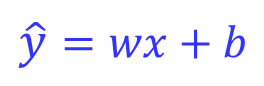 ŷ = wx + b